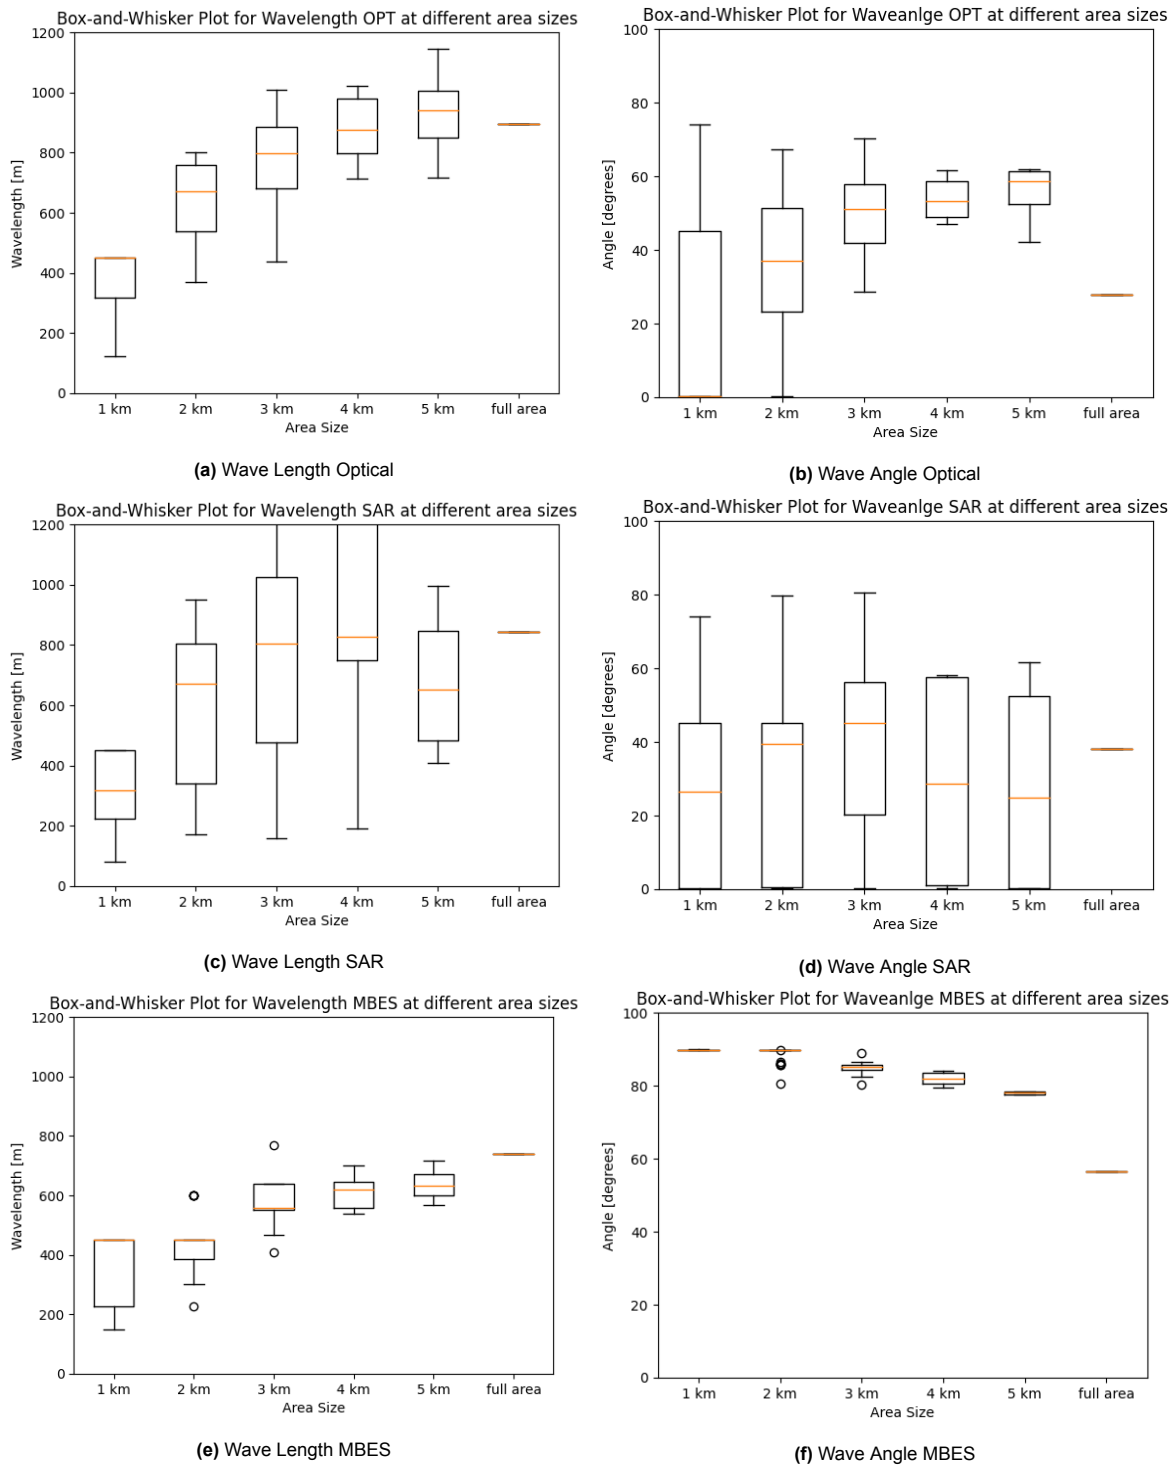 Box-and-Whisker Plot for Wavelength OPT at different area sizes
1200
1000
800
600
400
200
0
Wavelength [m]
1 km 2 km 3 km 4 km 5 km full area
Area Size
(a) Wave Length Optical
Box-and-Whisker Plot for Waveanlge OPT at different area sizes
100
80
60
40
20
0
Angle [degrees]
1 km 2 km 3 km 4 km 5 km full area
Area Size
(b) Wave Angle Optical
Box-and-Whisker Plot for Wavelength SAR at different area sizes
1200
1000
800
600
400
200
0
Wavelength [m]
1 km 2 km 3 km 4 km 5 km full area
Area Size
(c) Wave Length SAR
Box-and-Whisker Plot for Waveanlge SAR at different area sizes
100
80
60
40
20
0
Angle [degrees]
1 km 2 km 3 km 4 km 5 km full area
Area Size
(d) Wave Angle SAR
Box-and-Whisker Plot for Wavelength MBES at different area sizes
1200
1000
800
600
400
200
0
Wavelength [m]
1 km 2 km 3 km 4 km 5 km full area
Area Size
(e) Wave Length MBES
Box-and-Whisker Plot for Waveanlge MBES at different area sizes
100
80
60
40
20
0
Angle [degrees]
1 km 2 km 3 km 4 km 5 km full area
Area Size
(f) Wave Angle MBES